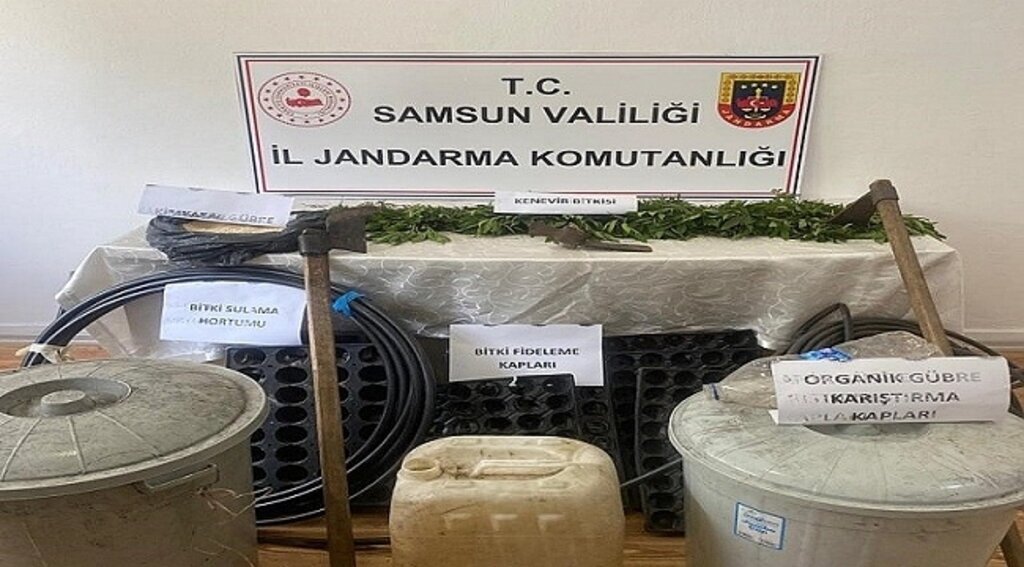 T.C.
SAMSUN VALİLİĞİ
İL JANDARMA KOMUTANLIĞI
JANDARMA
KENEVİR BİTKİSİ
GÜBRE
BİTKİ SULAMA
HORTUMU
BİTKİ FİDELEME
KAPLARI
ORGANİK GÜBRE
KARIŞTIRMA
KAPLARI